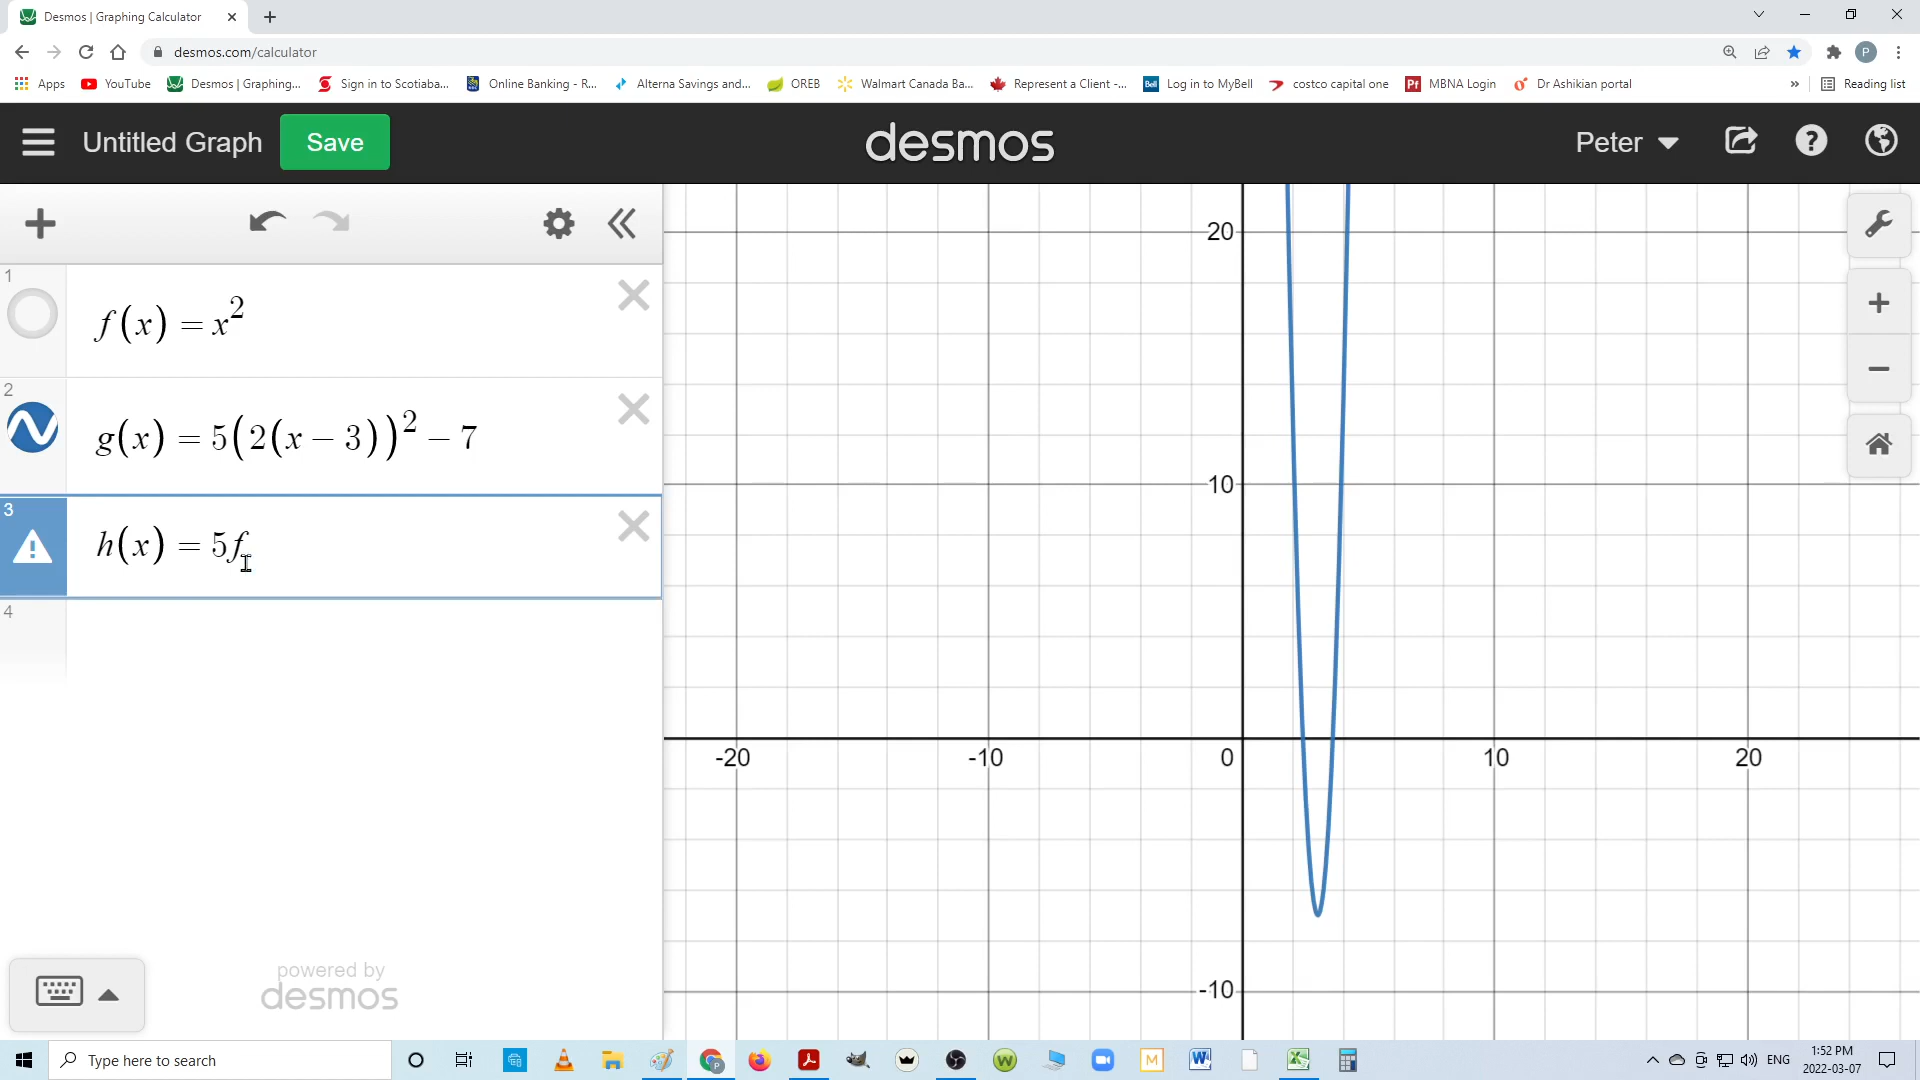 Desmos | Graphing Calculator
desmos.com/calculator
P
Apps YouTube Desmos | Graphing... Sign in to Scotiaba... Online Banking - R... Alterna Savings and... OREB Walmart Canada Ba... Represent a Client -... Bell Log in to MyBell costco capital one Pf MBNA Login Dr Ashikian portal » Reading list
Untitled Graph Save desmos Peter ?
1
f(x) = x²
2
g(x) = 5(2(x − 3))² − 7
3
h(x) = 5f
4
20
10
-20 -10 0 10 20
-10
powered by
desmos
Type here to search
ENG
1:52 PM
2022-03-07